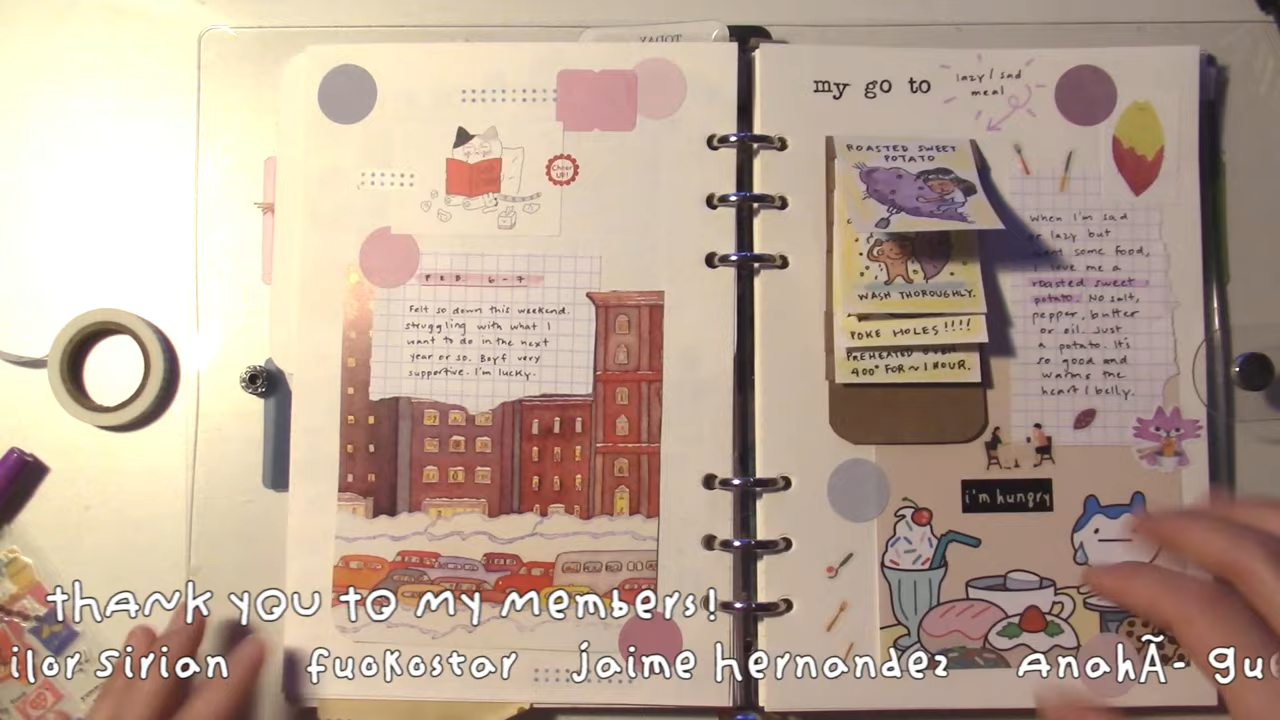 TODAY
Cheer
UP!
FEB. 6-7
Felt so down this weekend.
struggling with what I
want to do in the next
year or so. Boyf very
supportive. I'm lucky.
my go to
lazy / sad
meal
ROASTED SWEET
POTATO
WASH THOROUGHLY.
POKE HOLES!!!!
PREHEATED OVEN
400° FOR ~1 HOUR.
When I'm sad
or lazy but
want some food,
I love me a
roasted sweet
potato. No salt,
pepper, butter
or oil. Just
a potato. It's
so good and
warms the
heart / belly.
i'm hungry
thank you to my members!
ilor sirian fuokostar jaime hernandez AnahÃ- gu